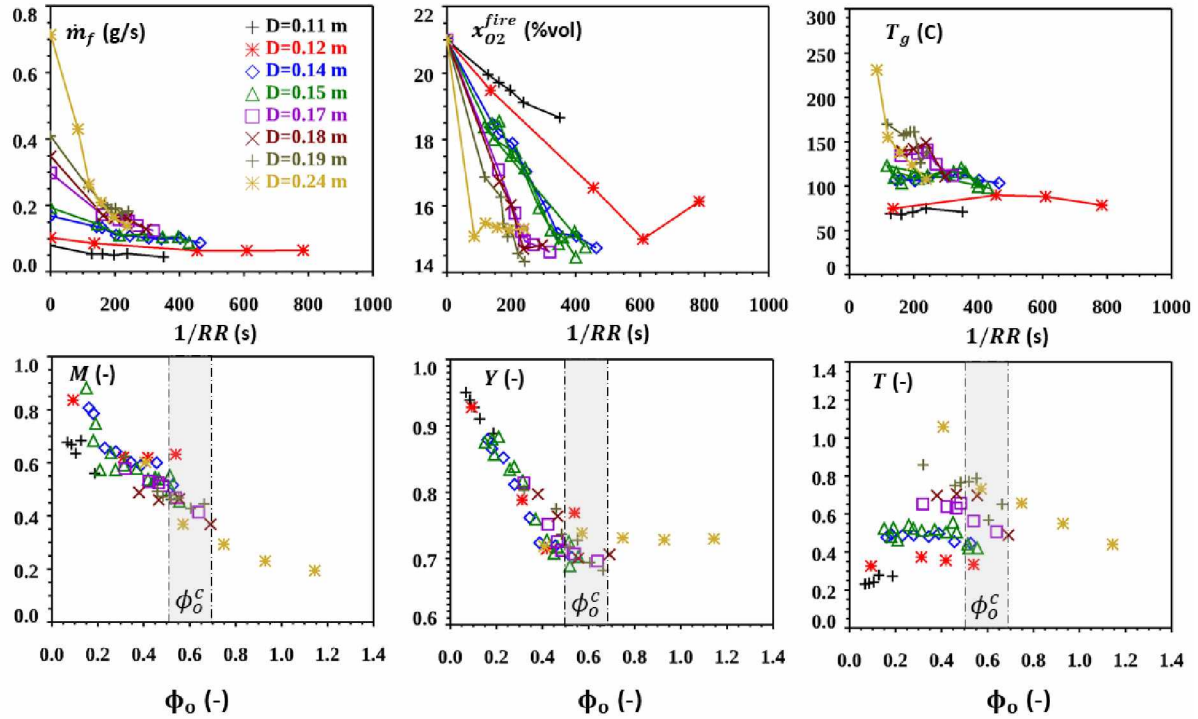 ṁ_f (g/s)
D=0.11 m
D=0.12 m
D=0.14 m
D=0.15 m
D=0.17 m
D=0.18 m
D=0.19 m
D=0.24 m
0.8
0.6
0.4
0.2
0.0
0 200 400 600 800 1000
1/RR (s)
x_{O2}^{fire} (%vol)
22
20
18
16
14
0 200 400 600 800 1000
1/RR (s)
T_g (C)
300
250
200
150
100
50
0
0 200 400 600 800 1000
1/RR (s)
M (-)
1.0
0.8
0.6
0.4
0.2
0.0
ϕ_o^c
0.0 0.2 0.4 0.6 0.8 1.0 1.2 1.4
ϕ_o (-)
Y (-)
1.0
0.9
0.8
0.7
0.6
ϕ_o^c
0.0 0.2 0.4 0.6 0.8 1.0 1.2 1.4
ϕ_o (-)
T (-)
1.4
1.2
1.0
0.8
0.6
0.4
0.2
0.0
ϕ_o^c
0.0 0.2 0.4 0.6 0.8 1.0 1.2 1.4
ϕ_o (-)